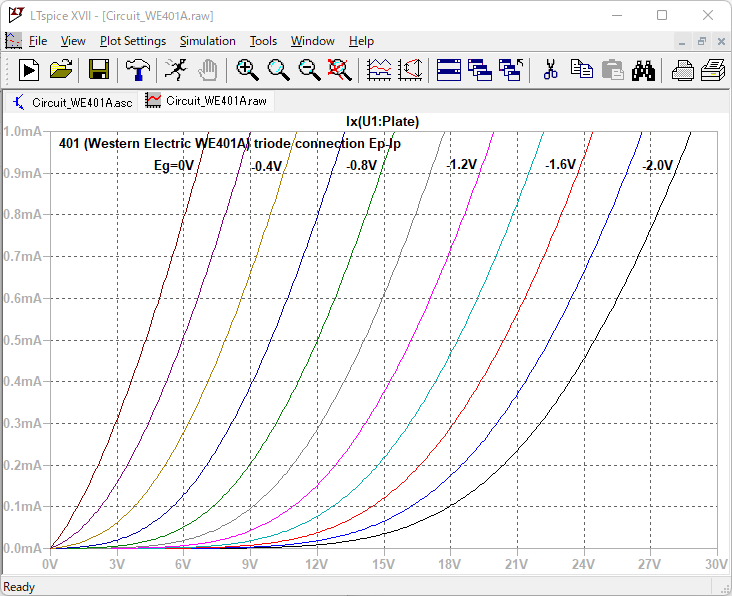 LTspice XVII - [Circuit_WE401A.raw]
File View Plot Settings Simulation Tools Window Help
Circuit_WE401A.asc Circuit_WE401A.raw
Ix(U1:Plate)
1.0mA
401 (Western Electric WE401A) triode connection Ep-Ip
Eg=0V -0.4V -0.8V -1.2V -1.6V -2.0V
0.9mA
0.8mA
0.7mA
0.6mA
0.5mA
0.4mA
0.3mA
0.2mA
0.1mA
0.0mA
0V 3V 6V 9V 12V 15V 18V 21V 24V 27V 30V
Ready